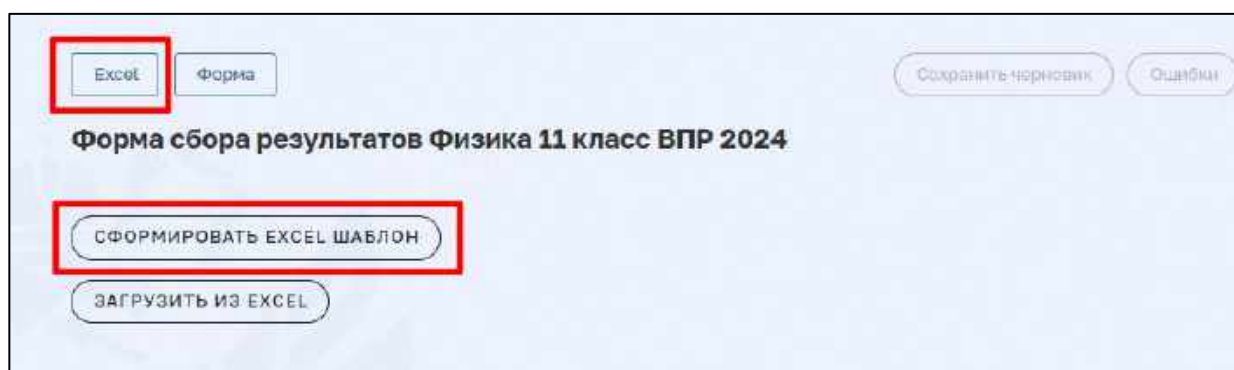 Excel Форма Сохранить черновик Ошибки
Форма сбора результатов Физика 11 класс ВПР 2024
СФОРМИРОВАТЬ EXCEL ШАБЛОН
ЗАГРУЗИТЬ ИЗ EXCEL